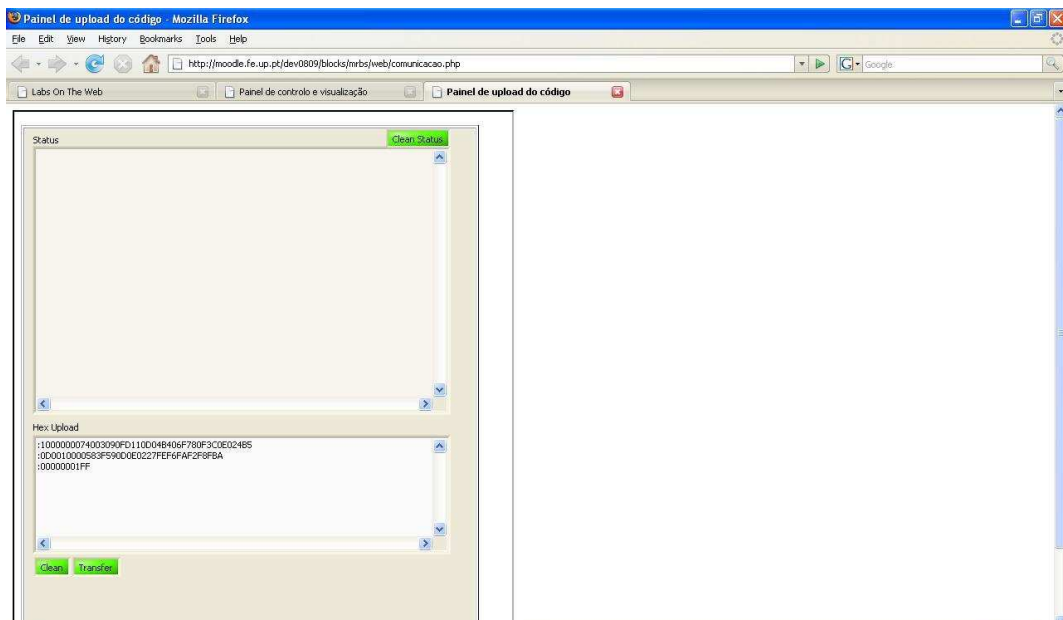 Painel de upload do código - Mozilla Firefox
File Edit View History Bookmarks Tools Help
http://moodle.fe.up.pt/dev0809/blocks/mrbs/web/comunicacao.php
Google
Labs On The Web Painel de controlo e visualização Painel de upload do código
Status Clean Status
Hex Upload
:1000000074003090FD110D04B406F780F3C0E024B5
:0D0010000583F590D0E0227FEF6FAF2F8FBA
:00000001FF
Clean Transfer